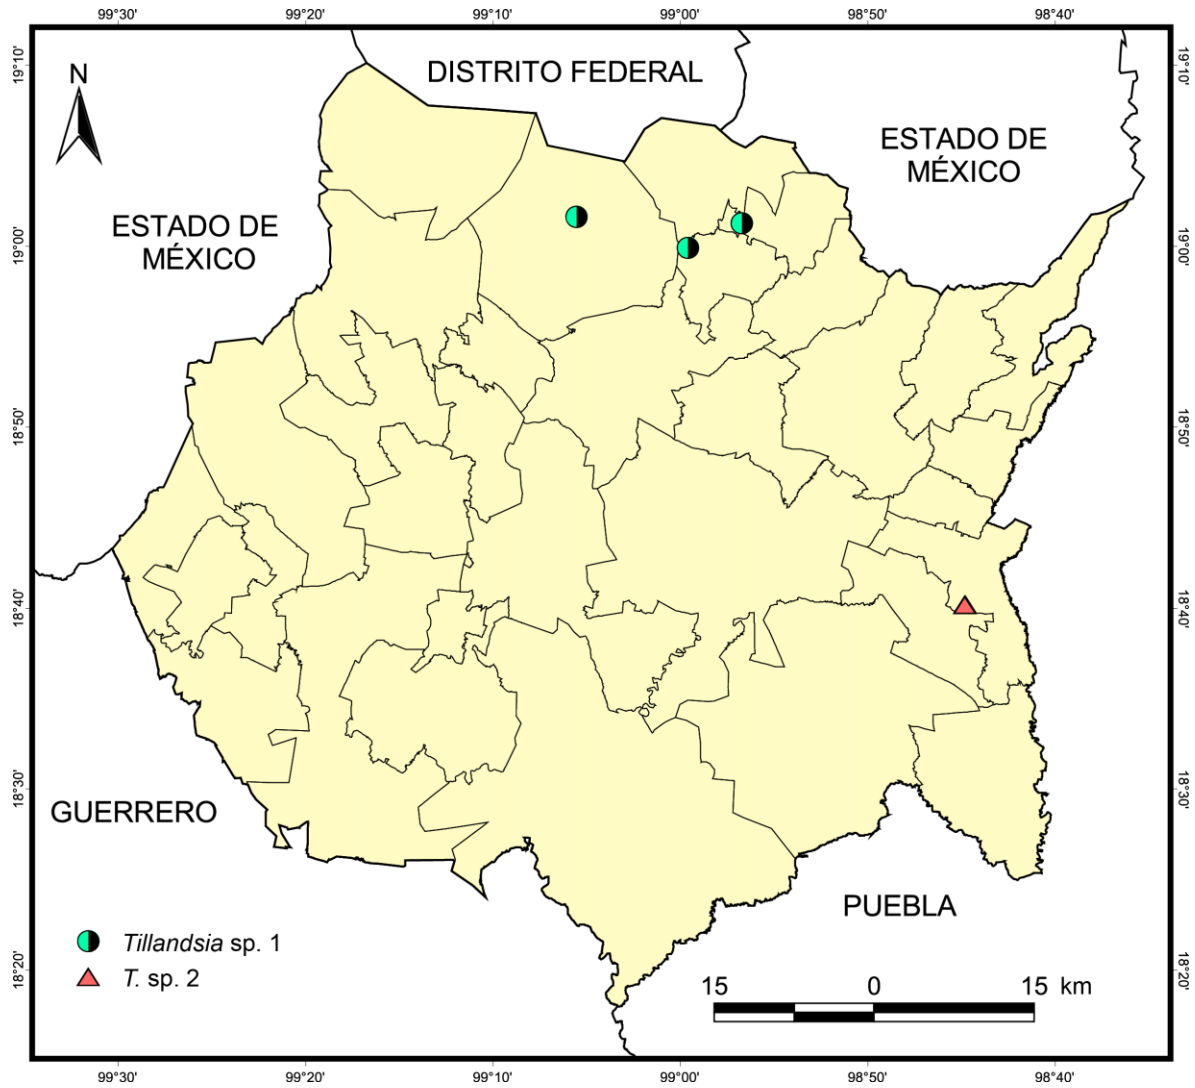 99°30' 99°20' 99°10' 99°00' 98°50' 98°40'
19°10' 19°10'
N
DISTRITO FEDERAL
ESTADO DE
MÉXICO
ESTADO DE
MÉXICO
19°00' 19°00'
18°50' 18°50'
18°40' 18°40'
18°30' 18°30'
GUERRERO
PUEBLA
Tillandsia sp. 1
T. sp. 2
18°20' 18°20'
15 0 15 km
99°30' 99°20' 99°10' 99°00' 98°50' 98°40'